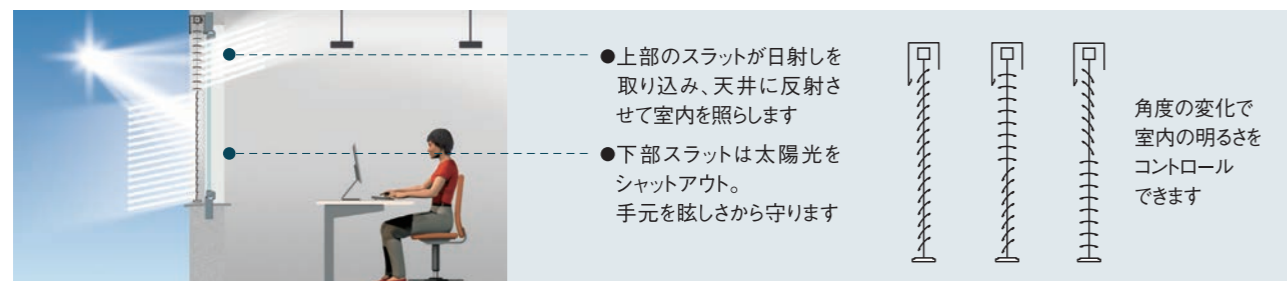 ●上部のスラットが日射しを
取り込み、天井に反射さ
せて室内を照らします
●下部スラットは太陽光を
シャットアウト。
手元を眩しさから守ります
角度の変化で
室内の明るさを
コントロール
できます